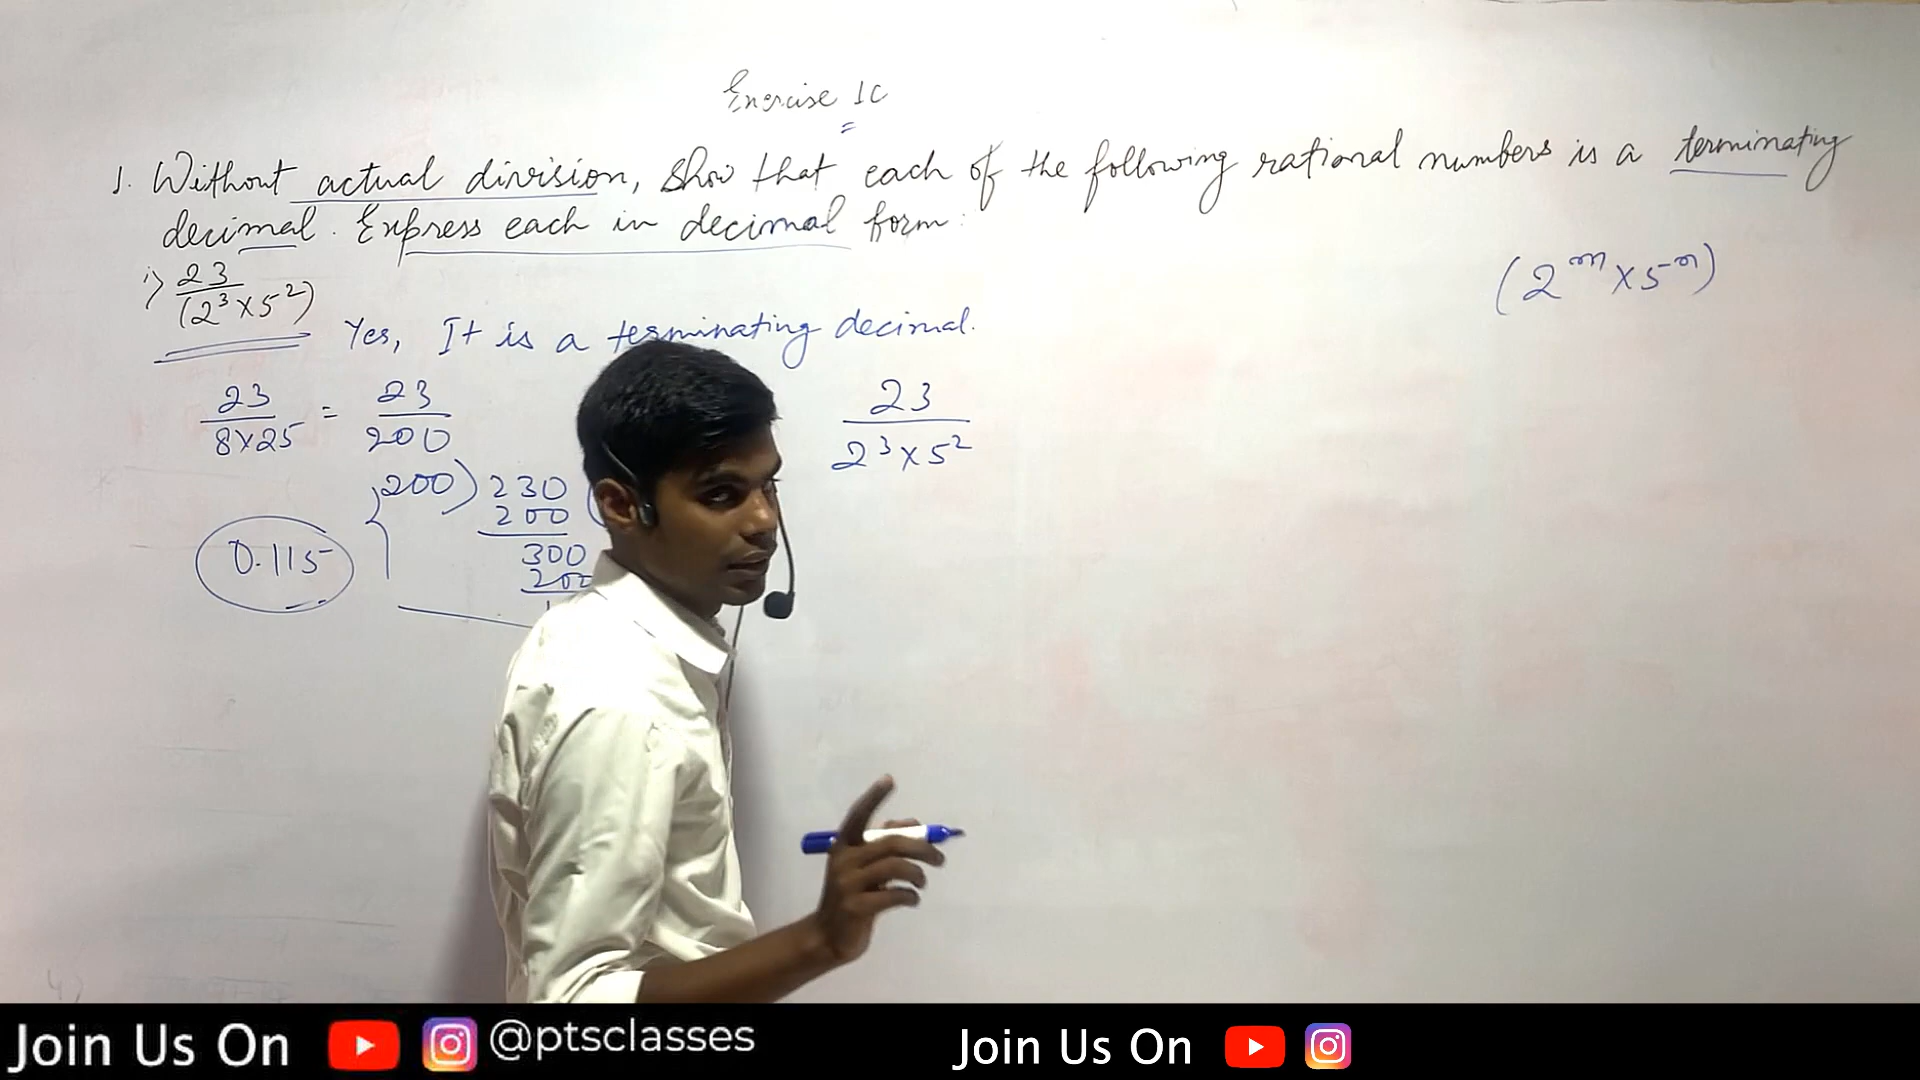 Exercise 1C
1. Without actual division, show that each of the following rational numbers is a terminating
decimal. Express each in decimal form:
i) 23/(2³×5²)
(2^m×5^n)
Yes, It is a terminating decimal.
23/8×25 = 23/200
23/2³×5²
200) 230 (
200
300
200
0.115
Join Us On @ptsclasses Join Us On